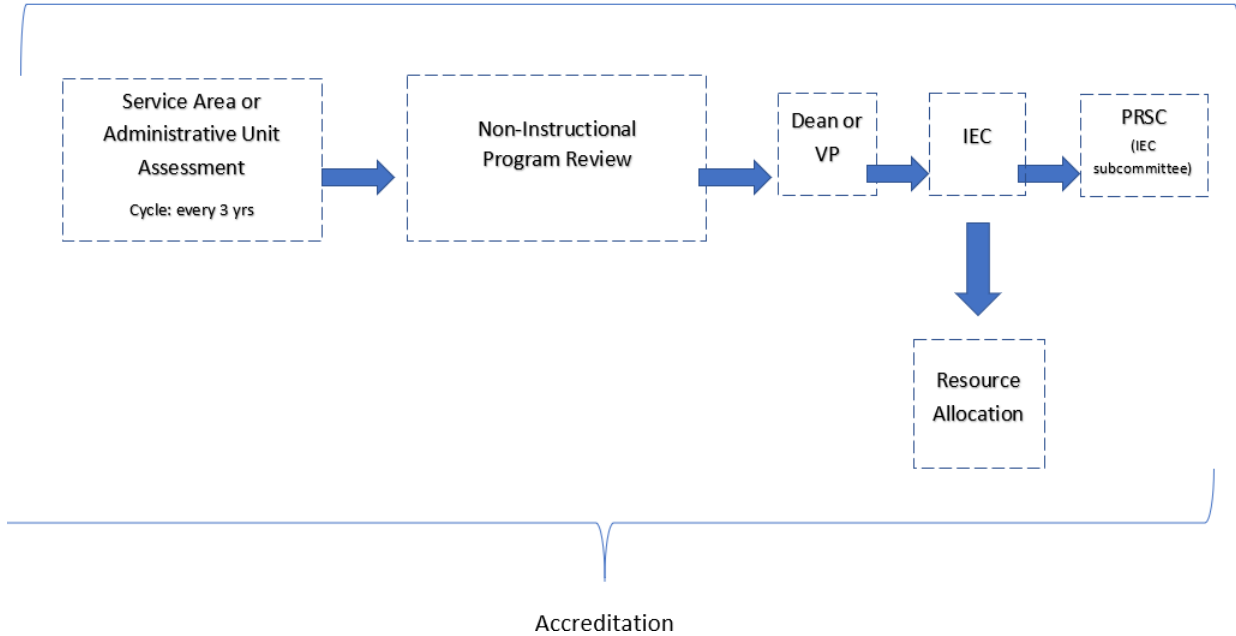 Service Area or
Administrative Unit
Assessment
Cycle: every 3 yrs
Non-Instructional
Program Review
Dean or
VP
IEC
PRSC
(IEC
subcommittee)
Resource
Allocation
Accreditation